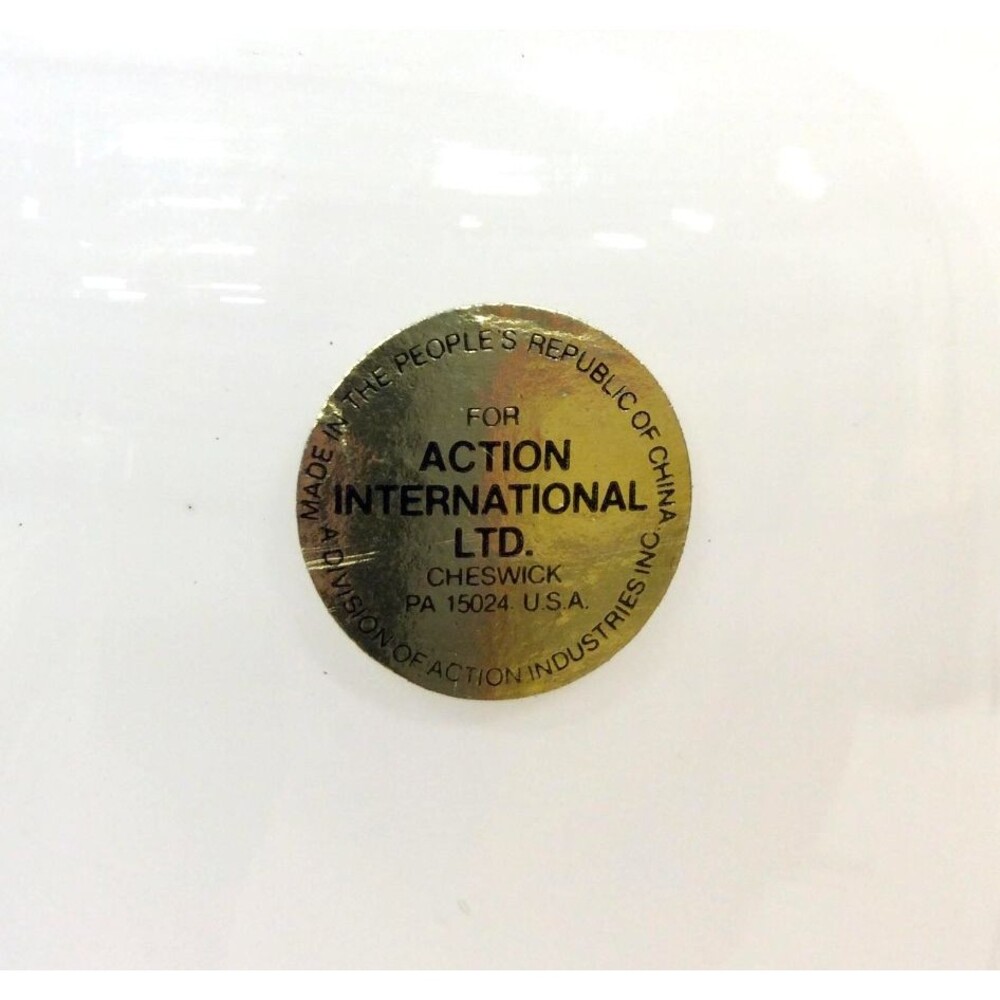 MADE IN THE PEOPLE'S REPUBLIC OF CHINA
FOR
ACTION
INTERNATIONAL
LTD.
CHESWICK
PA 15024 U.S.A.
A DIVISION OF ACTION INDUSTRIES INC.